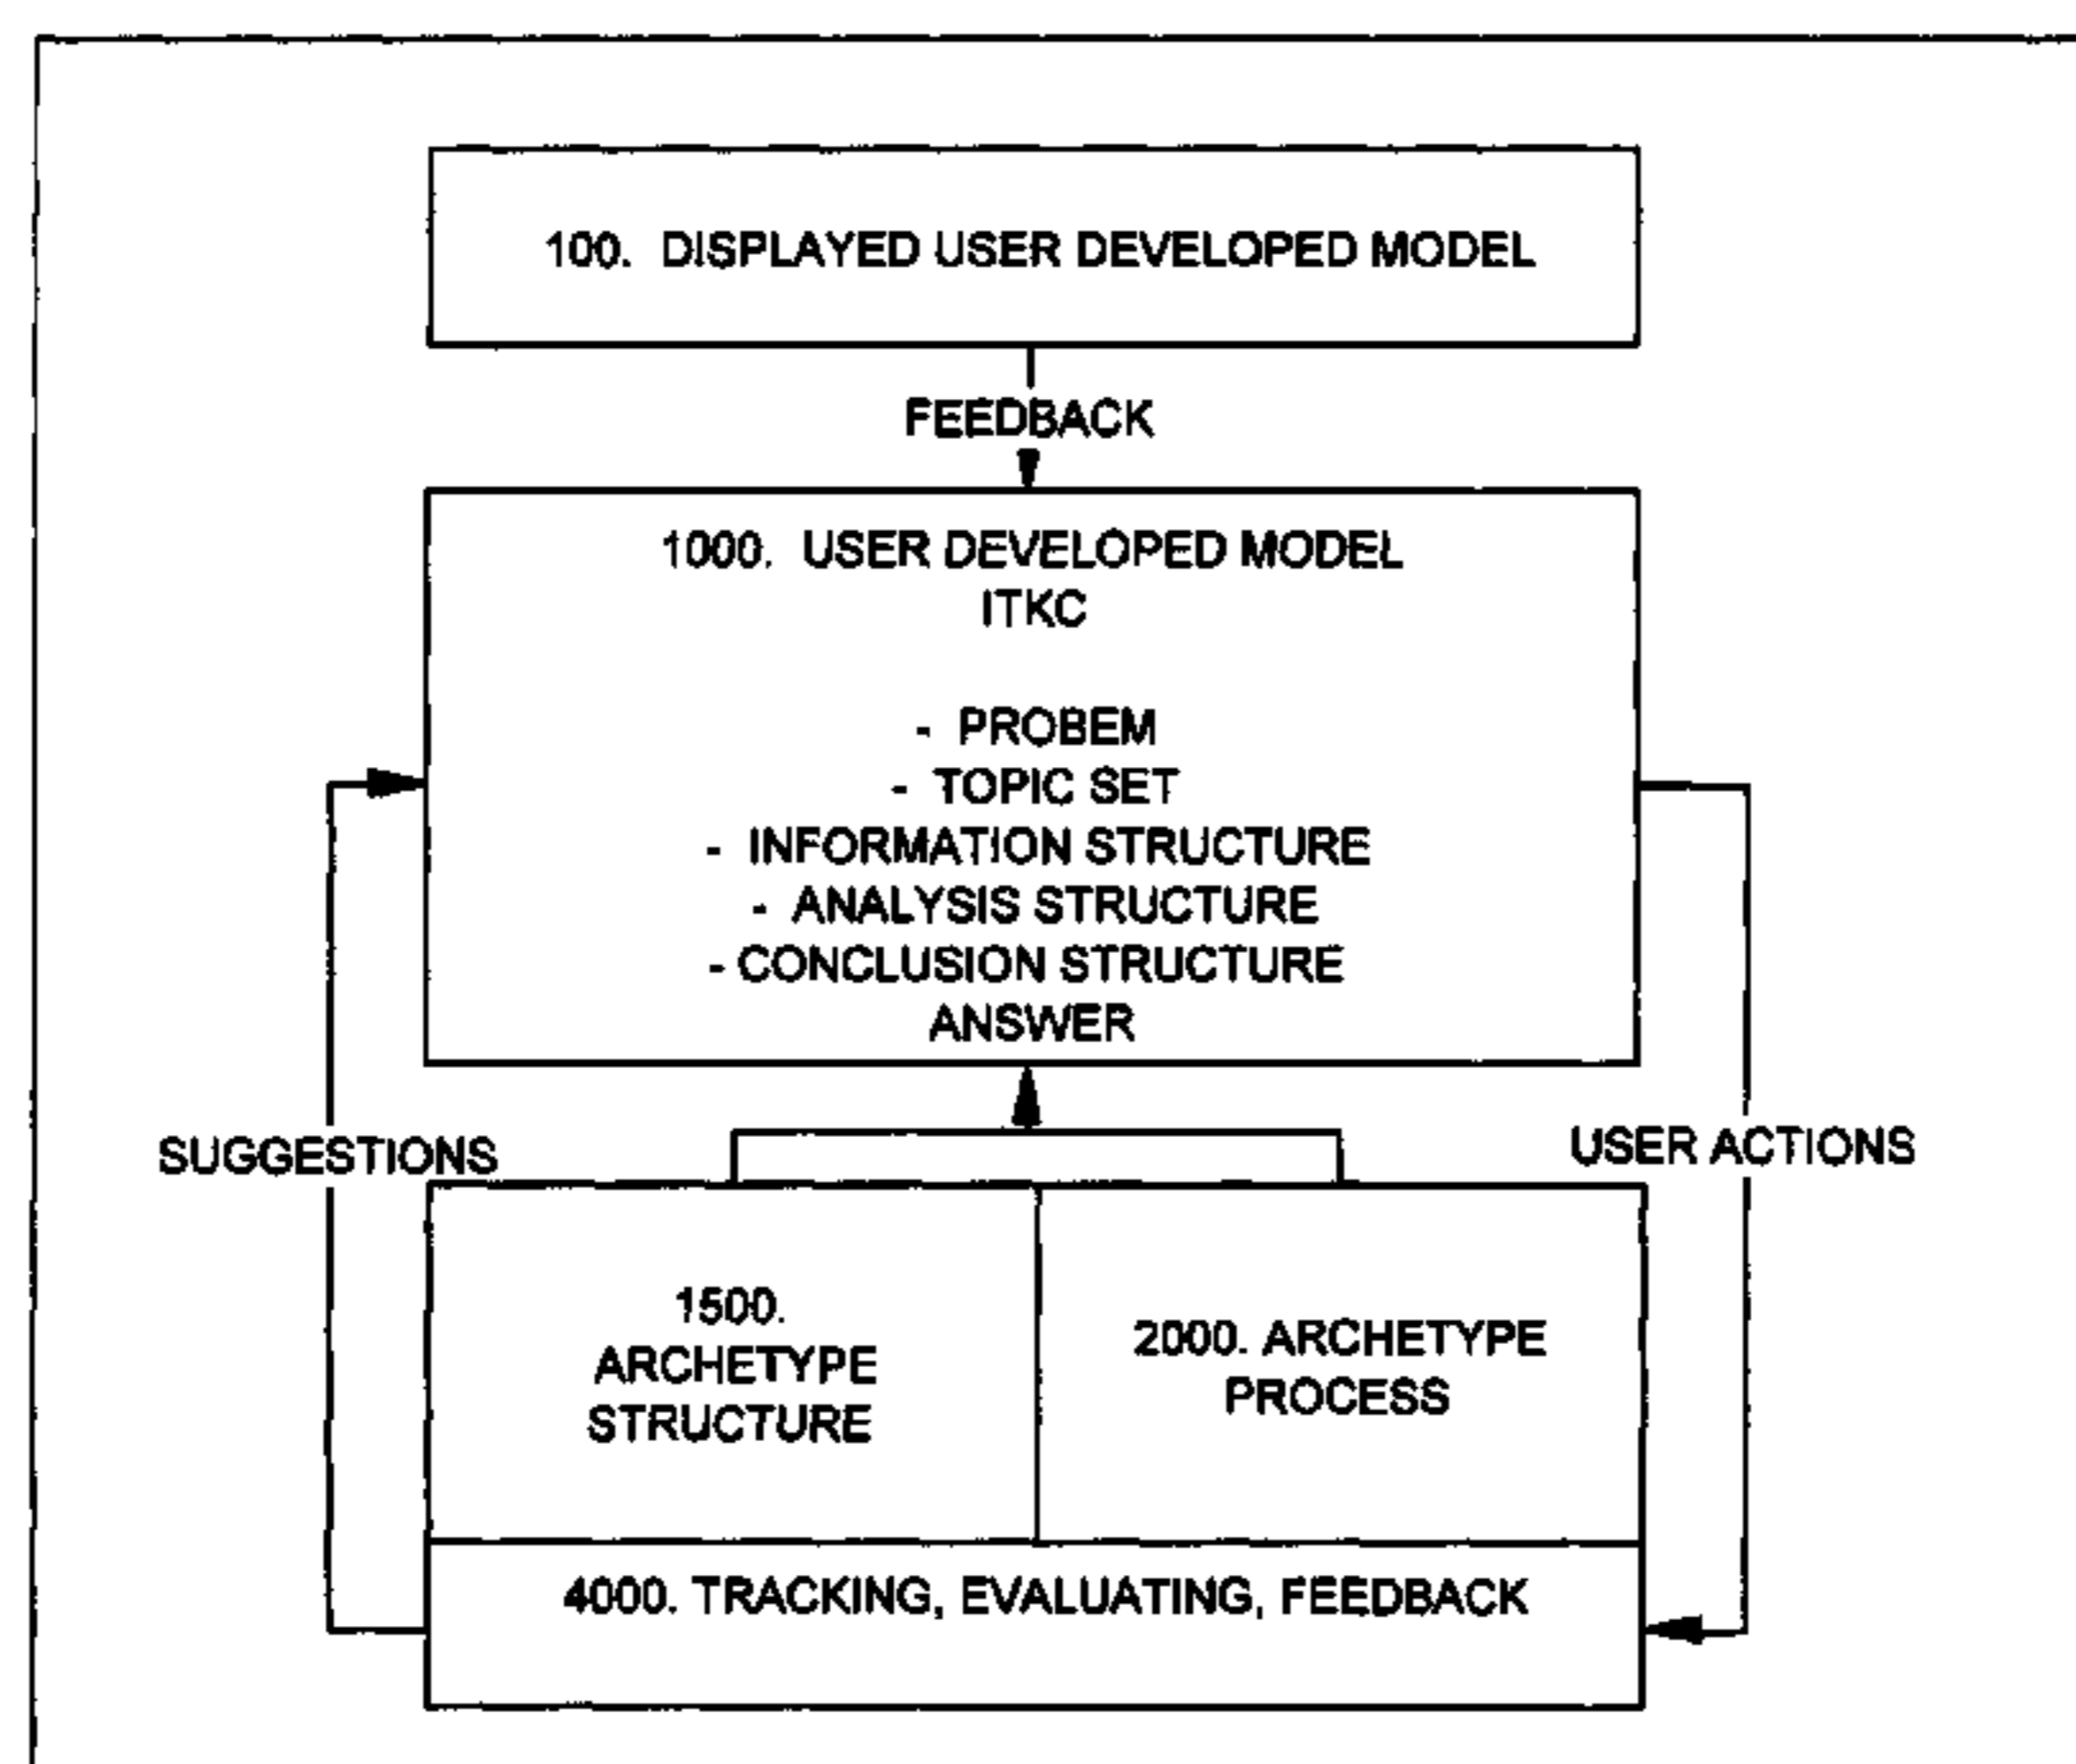 100. DISPLAYED USER DEVELOPED MODEL
FEEDBACK
1000. USER DEVELOPED MODEL
ITKC
- PROBEM
- TOPIC SET
- INFORMATION STRUCTURE
- ANALYSIS STRUCTURE
- CONCLUSION STRUCTURE
ANSWER
SUGGESTIONS
USER ACTIONS
1500.
ARCHETYPE
STRUCTURE
2000. ARCHETYPE
PROCESS
4000. TRACKING, EVALUATING, FEEDBACK